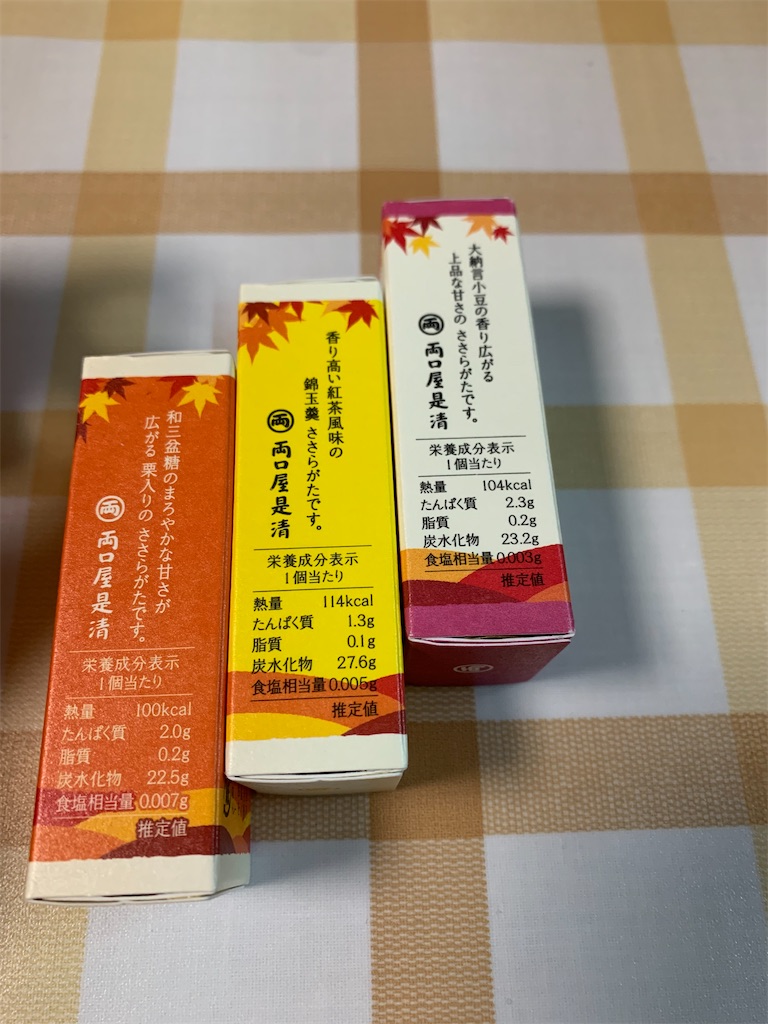 和三盆糖のまろやかな甘さが
広がる 栗入りの ささらがたです。
両 両口屋是清
栄養成分表示
1個当たり
熱量 100kcal
たんぱく質 2.0g
脂質 0.2g
炭水化物 22.5g
食塩相当量 0.007g
推定値
香り高い紅茶風味の
錦玉羹 ささらがたです。
両 両口屋是清
栄養成分表示
1個当たり
熱量 114kcal
たんぱく質 1.3g
脂質 0.1g
炭水化物 27.6g
食塩相当量 0.005g
推定値
大納言小豆の香り広がる
上品な甘さの ささらがたです。
両 両口屋是清
栄養成分表示
1個当たり
熱量 104kcal
たんぱく質 2.3g
脂質 0.2g
炭水化物 23.2g
食塩相当量 0.003g
推定値